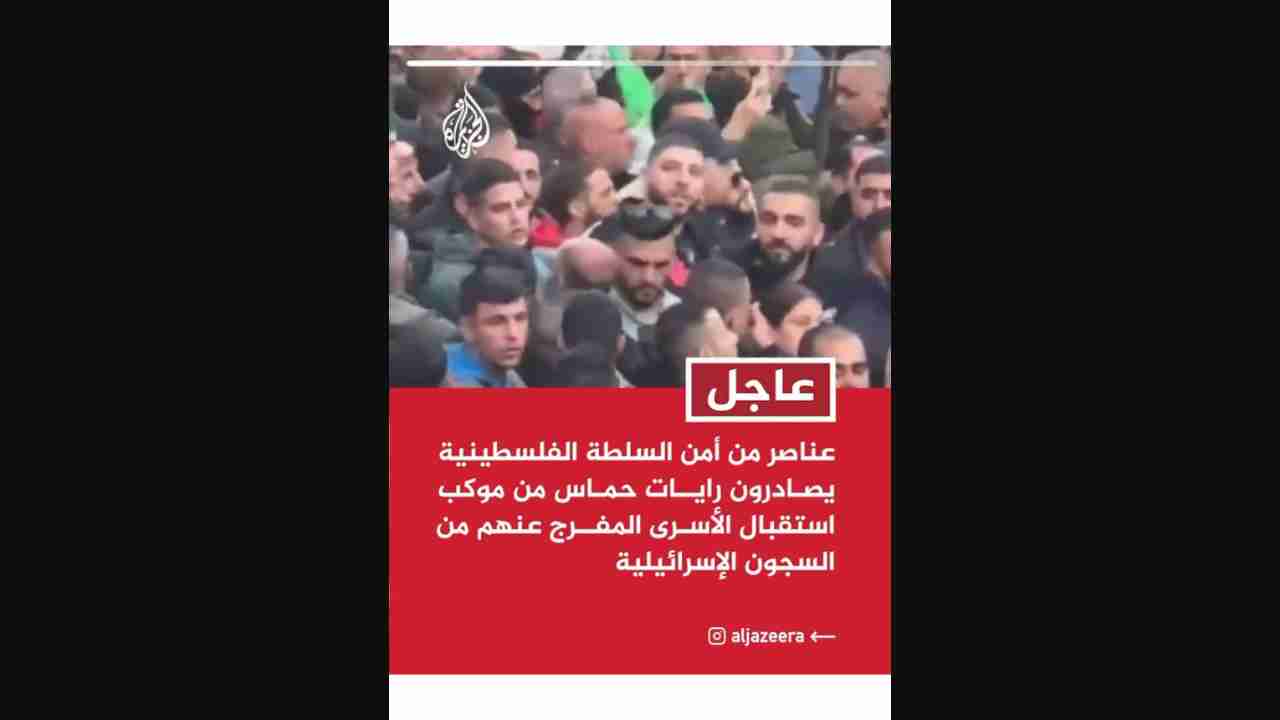 الجزيرة
عاجل
عناصر من أمن السلطة الفلسطينية
يصادرون رايات حماس من موكب
استقبال الأسرى المفرج عنهم من
السجون الإسرائيلية
aljazeera